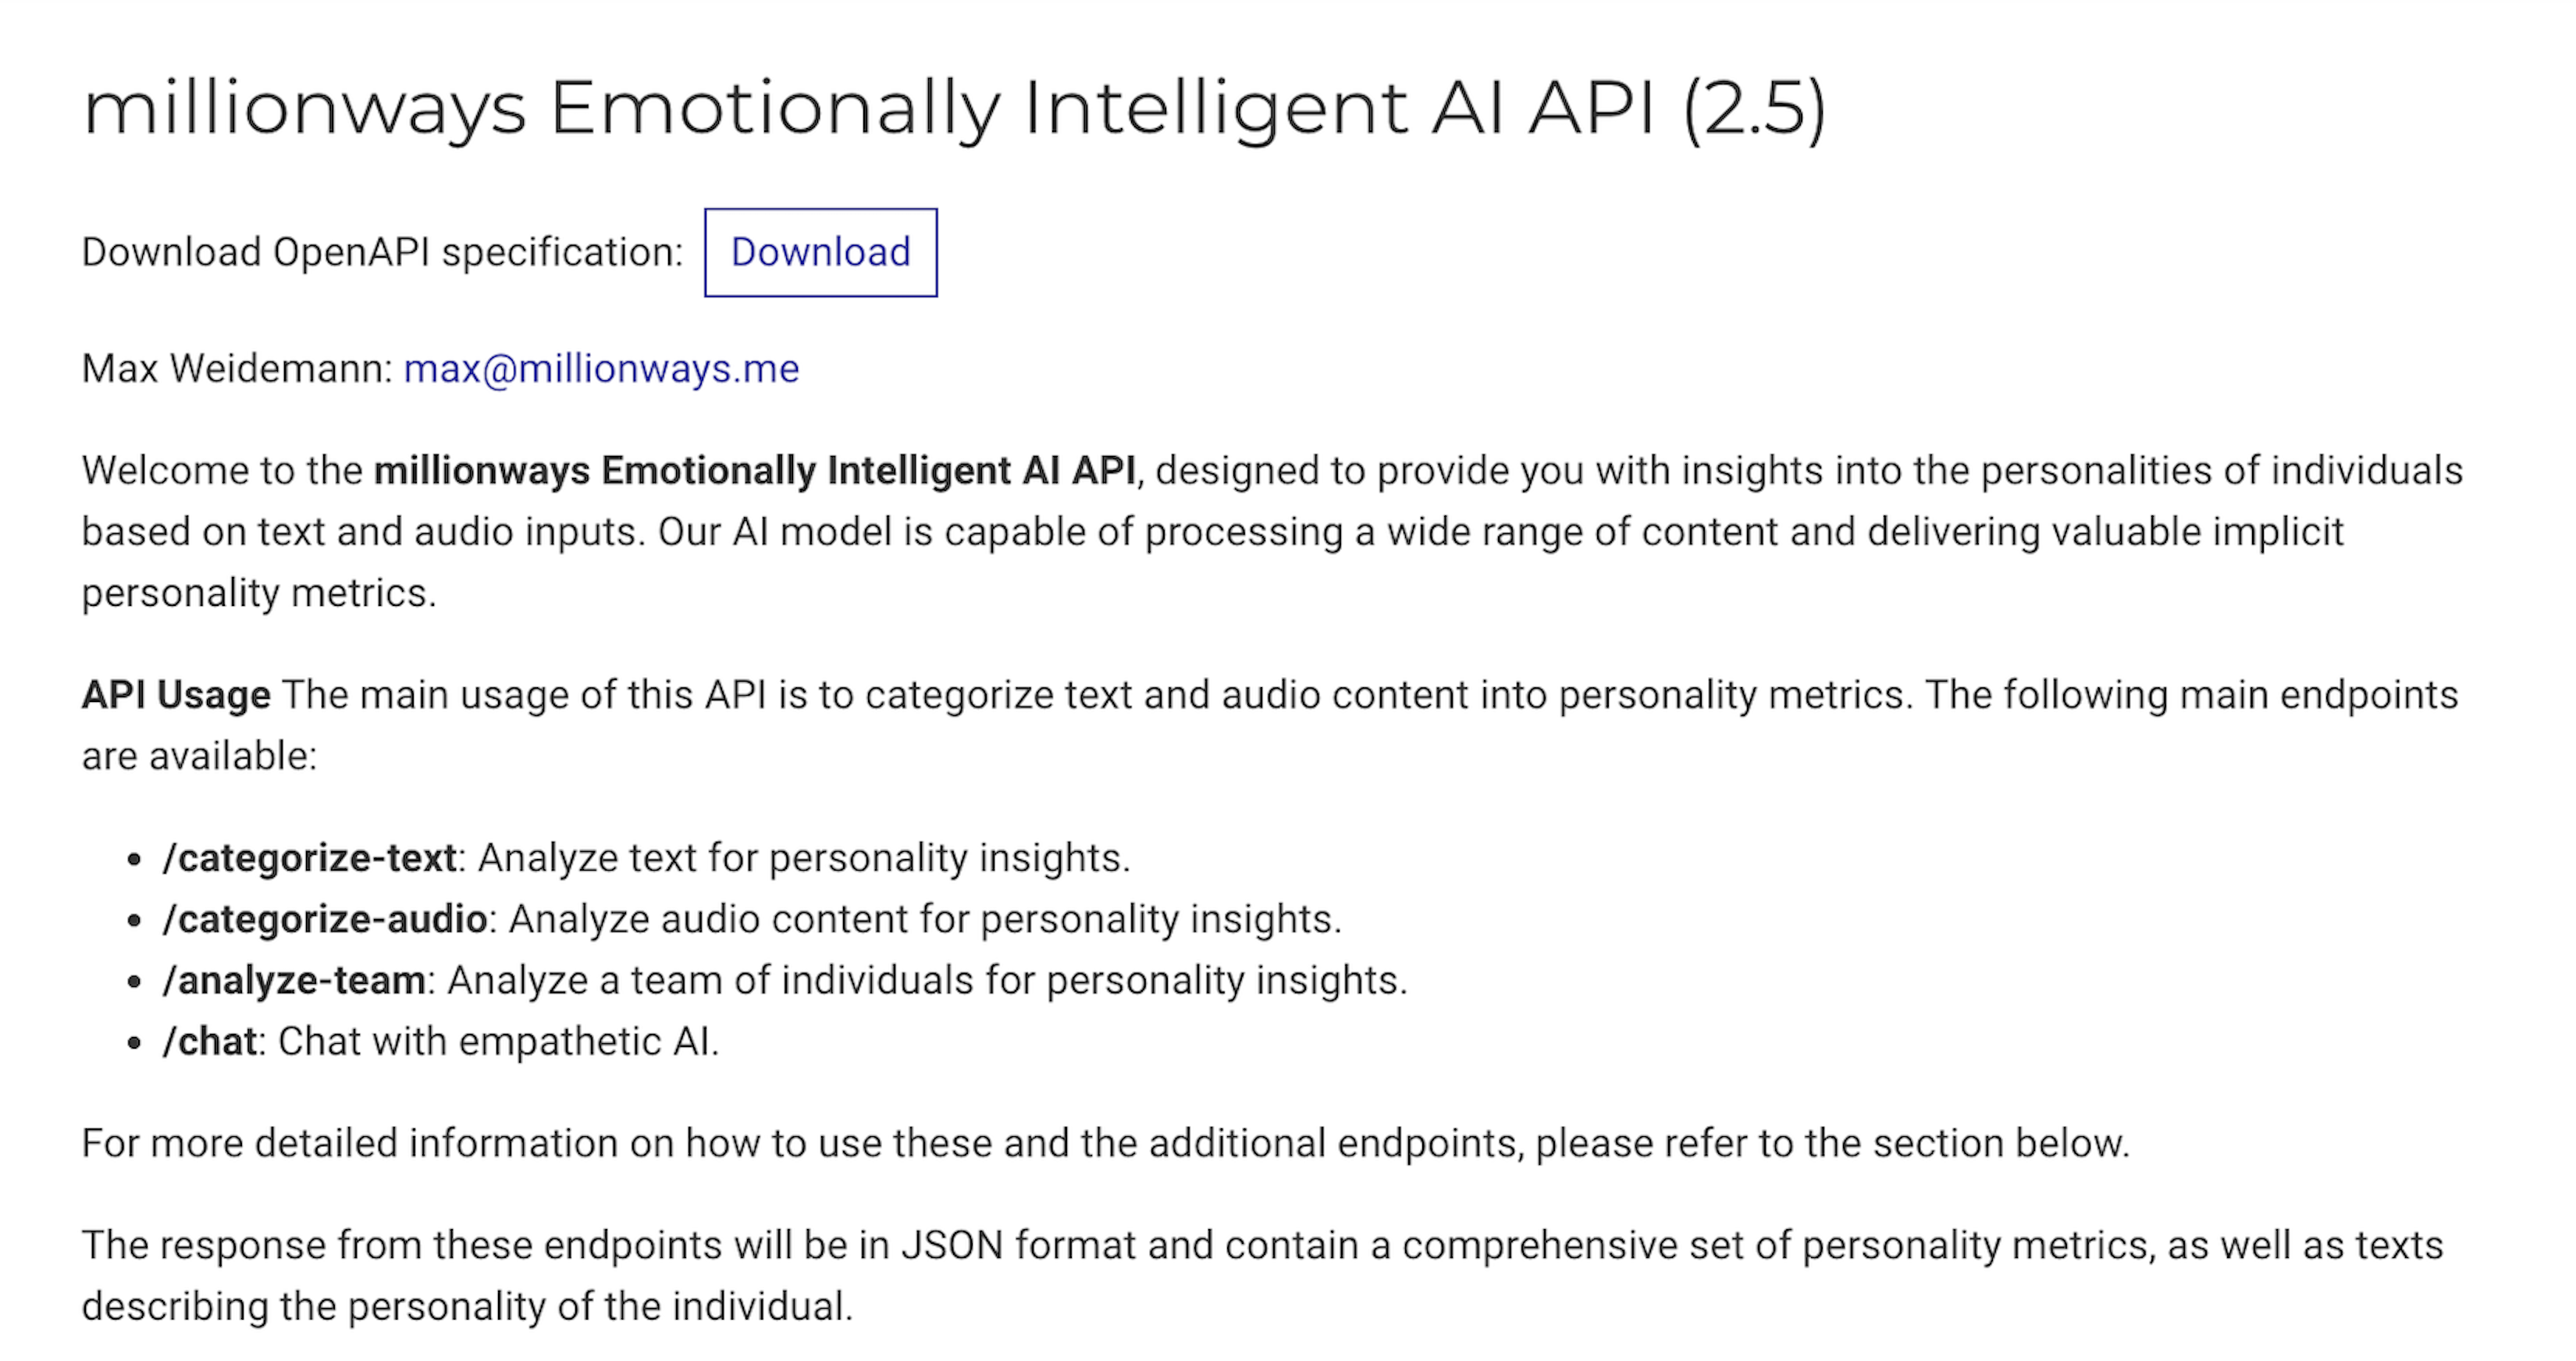 millionways Emotionally Intelligent AI API (2.5)
Download OpenAPI specification: Download
Max Weidemann: max@millionways.me
Welcome to the millionways Emotionally Intelligent AI API, designed to provide you with insights into the personalities of individuals
based on text and audio inputs. Our AI model is capable of processing a wide range of content and delivering valuable implicit
personality metrics.
API Usage The main usage of this API is to categorize text and audio content into personality metrics. The following main endpoints
are available:
• /categorize-text: Analyze text for personality insights.
• /categorize-audio: Analyze audio content for personality insights.
• /analyze-team: Analyze a team of individuals for personality insights.
• /chat: Chat with empathetic AI.
For more detailed information on how to use these and the additional endpoints, please refer to the section below.
The response from these endpoints will be in JSON format and contain a comprehensive set of personality metrics, as well as texts
describing the personality of the individual.